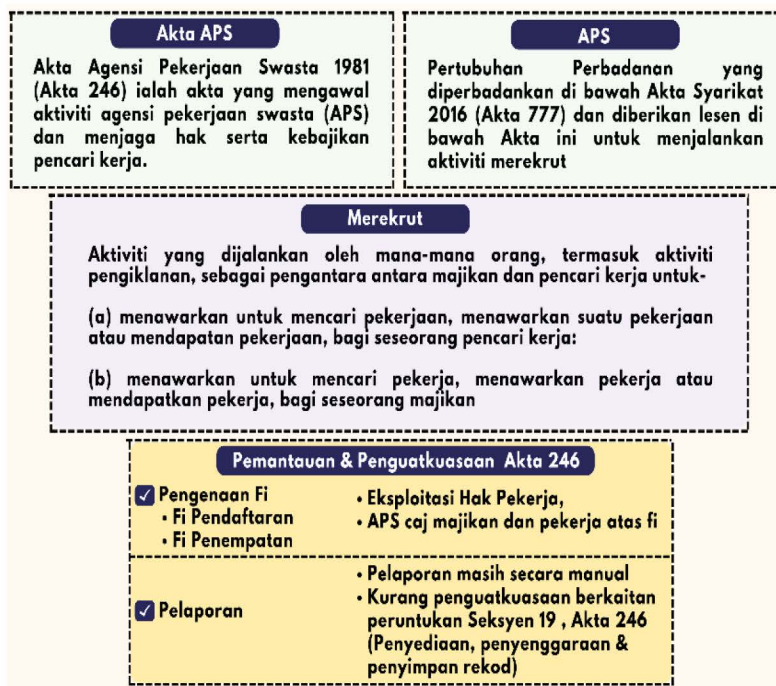 Akta APS
Akta Agensi Pekerjaan Swasta 1981
(Akta 246) ialah akta yang mengawal
aktiviti agensi pekerjaan swasta (APS)
dan menjaga hak serta kebajikan
pencari kerja.
APS
Pertubuhan Perbadanan yang
diperbadankan di bawah Akta Syarikat
2016 (Akta 777) dan diberikan lesen di
bawah Akta ini untuk menjalankan
aktiviti merekrut
Merekrut
Aktiviti yang dijalankan oleh mana-mana orang, termasuk aktiviti
pengiklanan, sebagai pengantara antara majikan dan pencari kerja untuk-
(a) menawarkan untuk mencari pekerjaan, menawarkan suatu pekerjaan
atau mendapatan pekerjaan, bagi seseorang pencari kerja:
(b) menawarkan untuk mencari pekerja, menawarkan pekerja atau
mendapatkan pekerja, bagi seseorang majikan
Pemantauan & Penguatkuasaan Akta 246
Pengenaan Fi
• Fi Pendaftaran
• Fi Penempatan
• Eksploitasi Hak Pekerja,
• APS caj majikan dan pekerja atas fi
Pelaporan
• Pelaporan masih secara manual
• Kurang penguatkuasaan berkaitan
peruntukan Seksyen 19 , Akta 246
(Penyediaan, penyenggaraan &
penyimpan rekod)